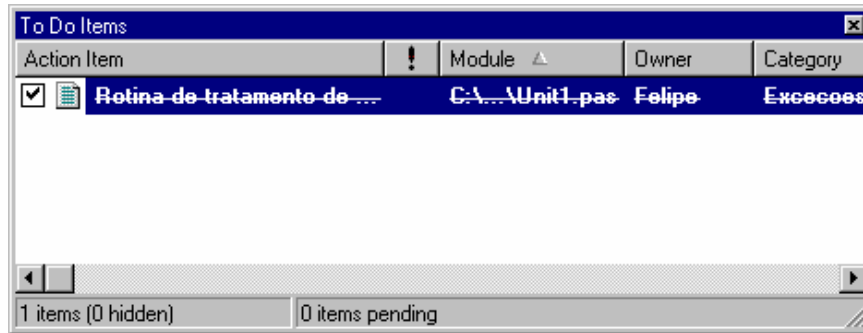 To Do Items
Action Item ! Module Owner Category
Rotina de tratamento de ... C:\...\Unit1.pas Felipe Excecoes
1 items (0 hidden) 0 items pending